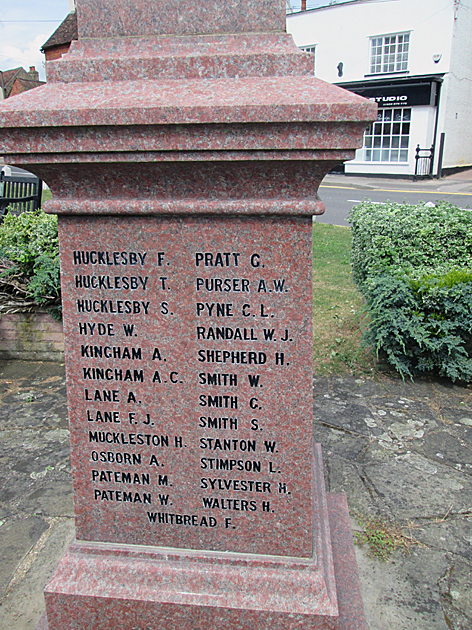 STUDIO
HUCKLESBY F. PRATT G.
HUCKLESBY T. PURSER A.W.
HUCKLESBY S. PYNE C.L.
HYDE W. RANDALL W.J.
KINGHAM A. SHEPHERD H.
KINGHAM A.C. SMITH W.
LANE A. SMITH G.
LANE F.J. SMITH S.
MUCKLESTON H. STANTON W.
OSBORN A. STIMPSON L.
PATEMAN M. SYLVESTER H.
PATEMAN W. WALTERS H.
WHITBREAD F.